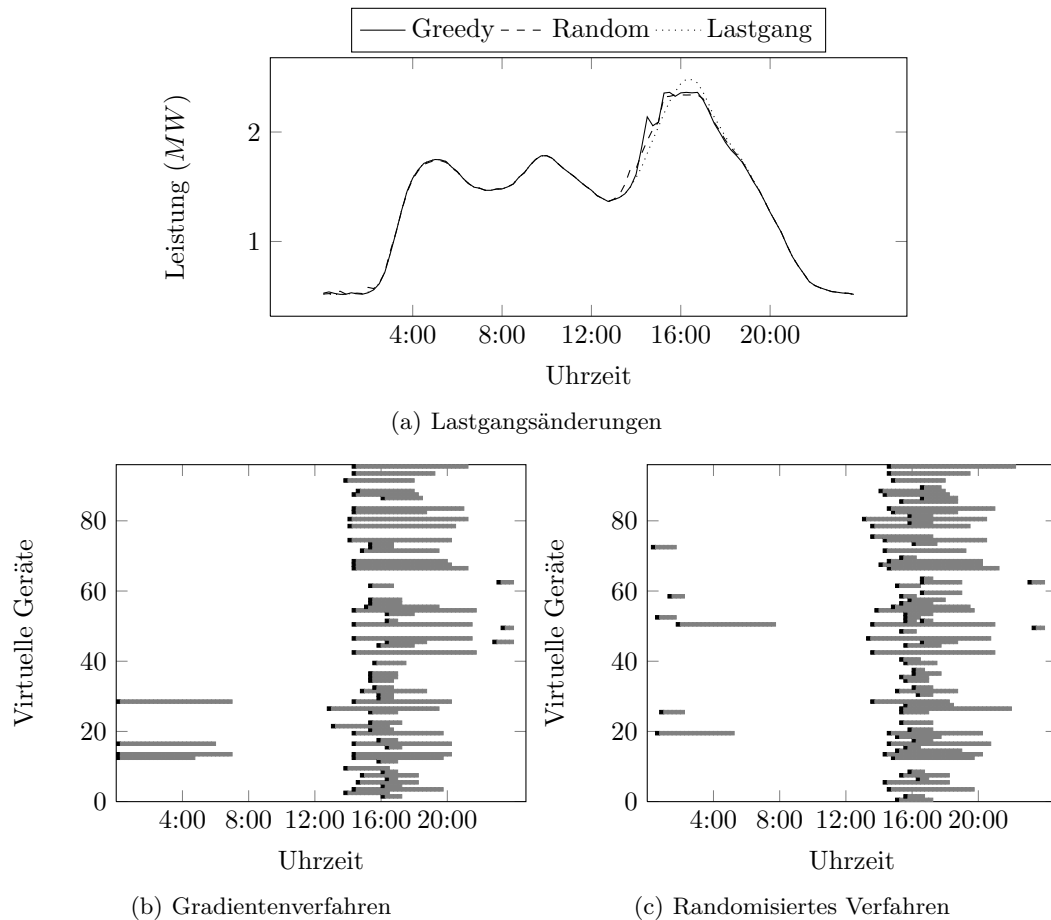 Greedy Random Lastgang
Leistung (MW)
2
1
4:00 8:00 12:00 16:00 20:00
Uhrzeit
(a) Lastgangsänderungen
Virtuelle Geräte
80
60
40
20
0
4:00 8:00 12:00 16:00 20:00
Uhrzeit
(b) Gradientenverfahren
Virtuelle Geräte
80
60
40
20
0
4:00 8:00 12:00 16:00 20:00
Uhrzeit
(c) Randomisiertes Verfahren